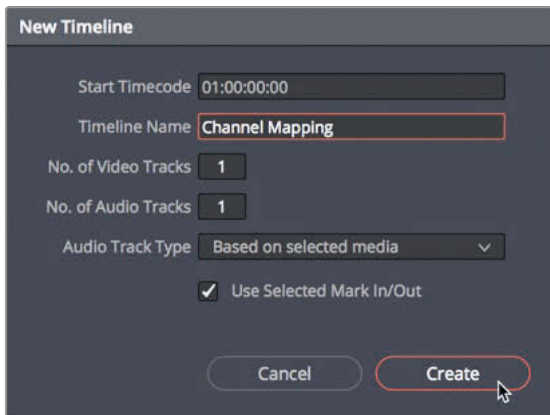 New Timeline
Start Timecode 01:00:00:00
Timeline Name Channel Mapping
No. of Video Tracks 1
No. of Audio Tracks 1
Audio Track Type Based on selected media
Use Selected Mark In/Out
Cancel Create